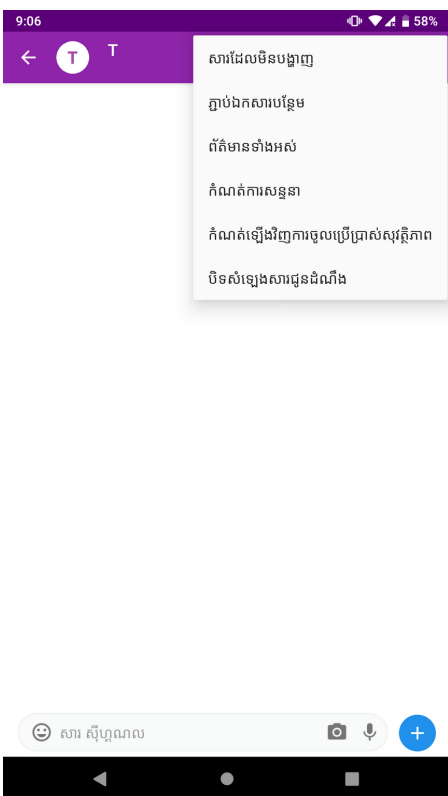 9:06
58%
T
T
សារដែលមិនបង្ហាញ
ភ្ជាប់ឯកសារបន្ថែម
ព័ត៌មានទាំងអស់
កំណត់ការសន្ទនា
កំណត់ឡើងវិញការចូលប្រើប្រាស់សុវត្ថិភាព
បិទសំឡេងសារជូនដំណឹង
សារ ស៊ីហ្គណល